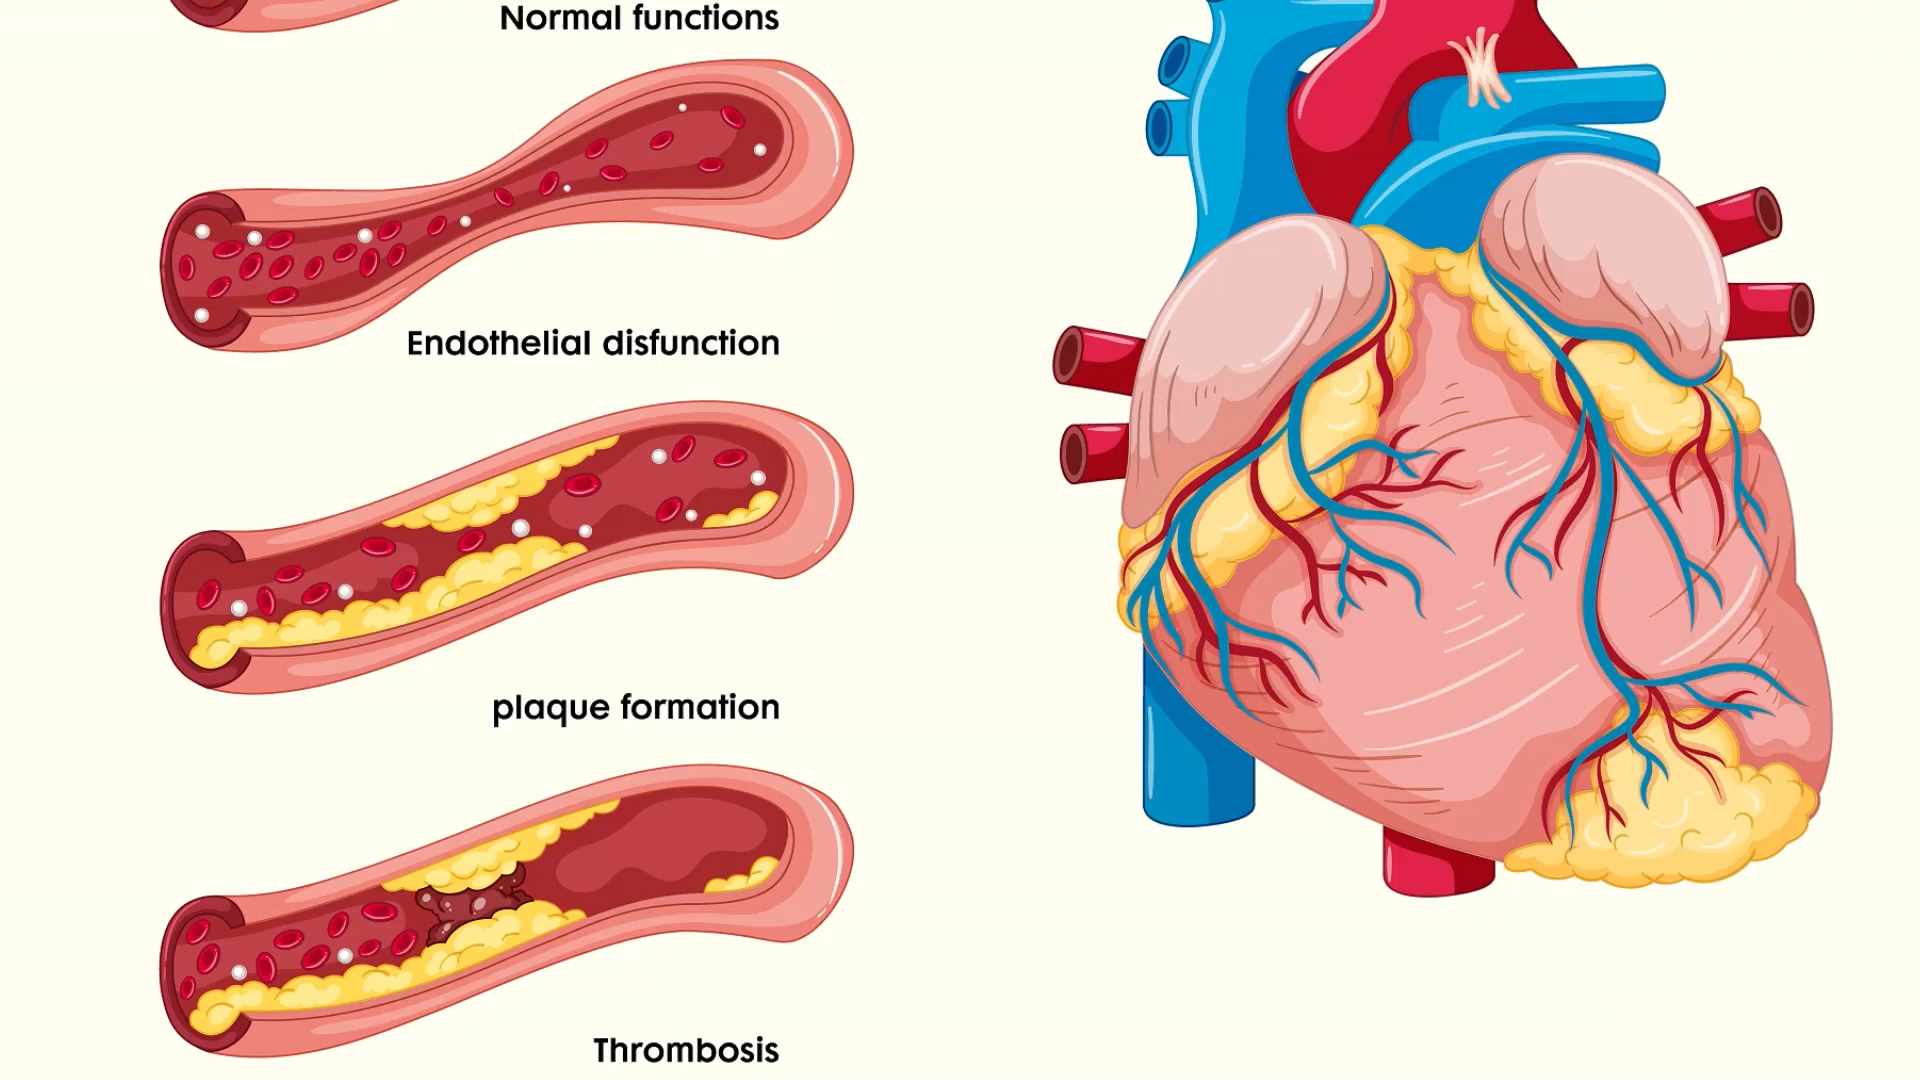 Normal functions
Endothelial disfunction
plaque formation
Thrombosis